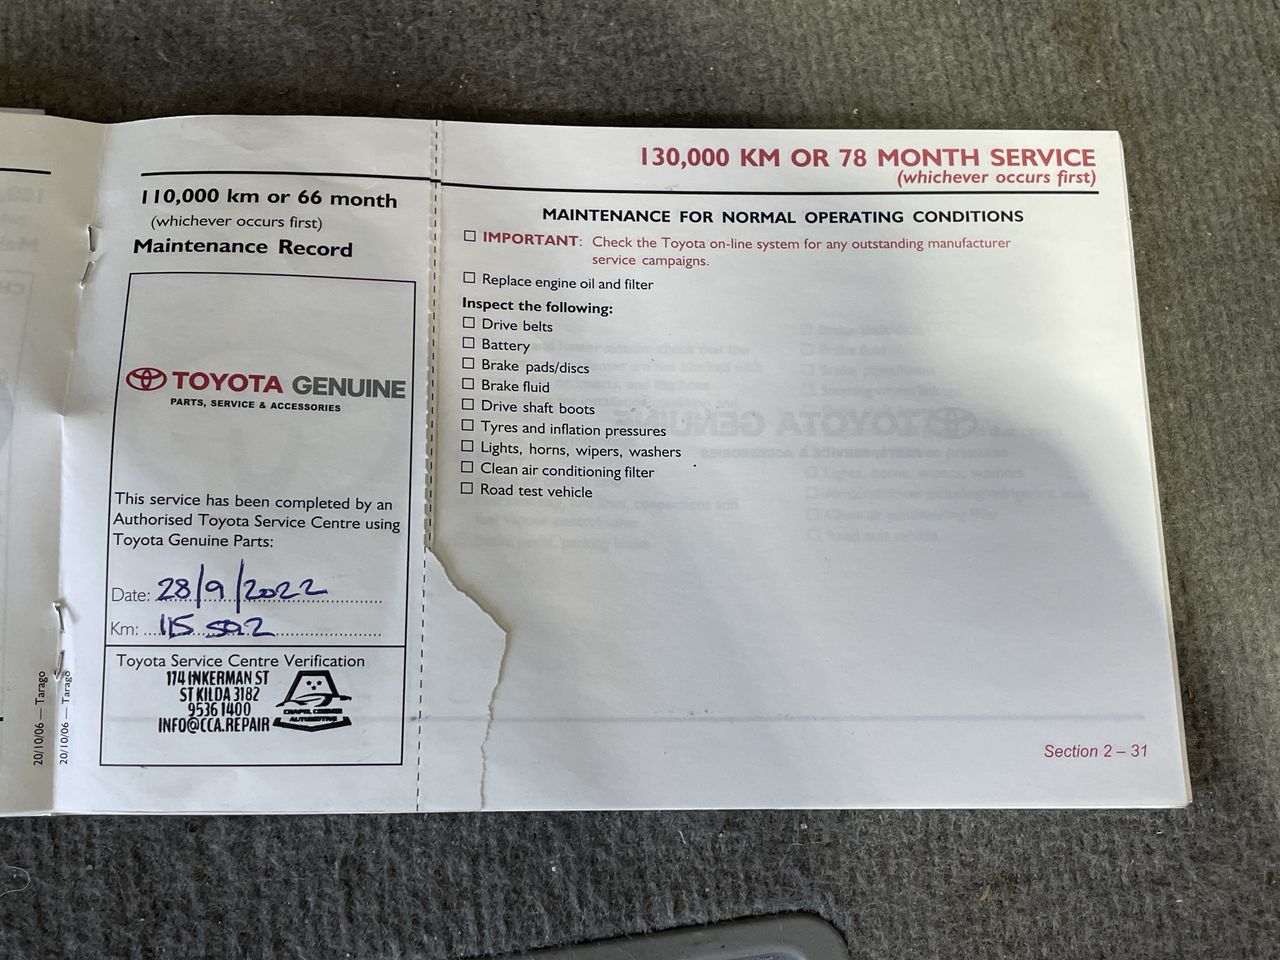 110,000 km or 66 month
(whichever occurs first)
Maintenance Record
TOYOTA GENUINE
PARTS, SERVICE & ACCESSORIES
This service has been completed by an
Authorised Toyota Service Centre using
Toyota Genuine Parts:
Date: 28/9/2022
Km: 115 592
Toyota Service Centre Verification
174 INKERMAN ST
ST KILDA 3182
9536 1400
INFO@CCA.REPAIR
CHAPEL CORNER
AUTOMOTIVE
20/10/06 — Tarago
20/10/06 — Tarago
130,000 KM OR 78 MONTH SERVICE
(whichever occurs first)
MAINTENANCE FOR NORMAL OPERATING CONDITIONS
☐ IMPORTANT: Check the Toyota on-line system for any outstanding manufacturer
service campaigns.
☐ Replace engine oil and filter
Inspect the following:
☐ Drive belts
☐ Battery
☐ Brake pads/discs
☐ Brake fluid
☐ Drive shaft boots
☐ Tyres and inflation pressures
☐ Lights, horns, wipers, washers
☐ Clean air conditioning filter
☐ Road test vehicle
Section 2 – 31